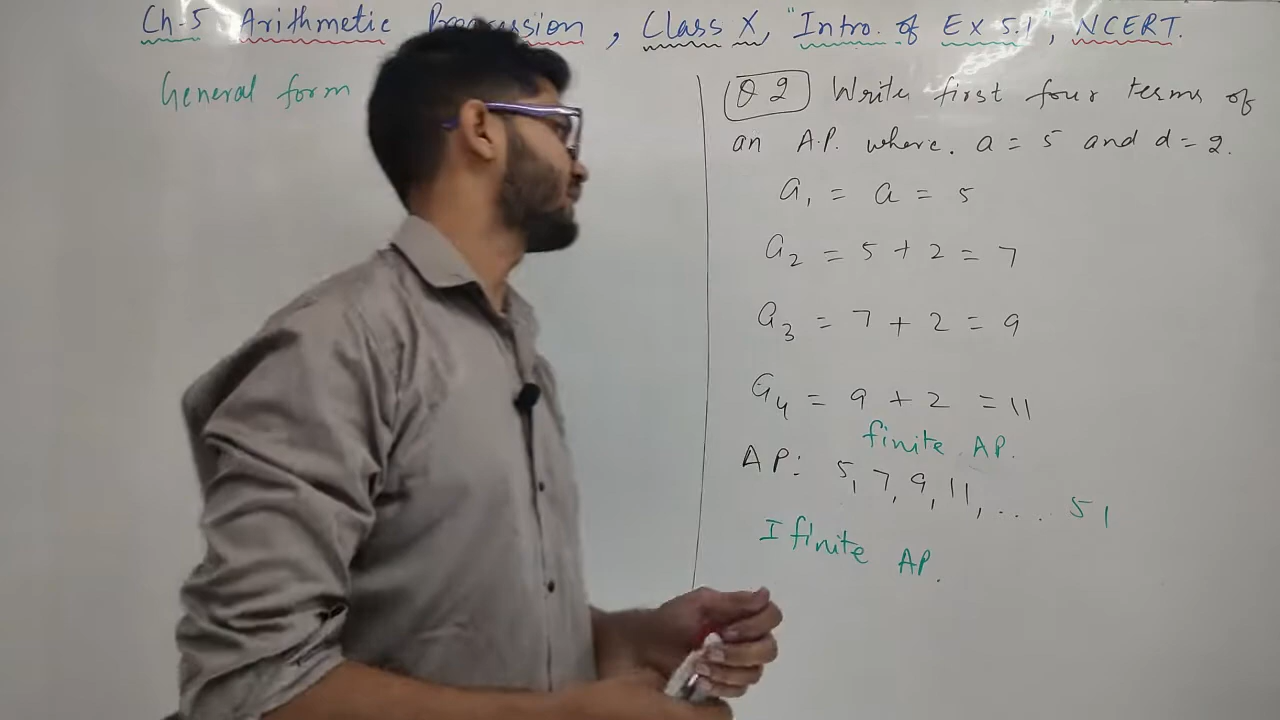 Ch-5 Arithmetic Progression, Class X, "Intro. of Ex 5.1", NCERT.
General form
Q 2 Write first four terms of
an A.P. where. a = 5 and d = 2.
a₁ = a = 5
a₂ = 5 + 2 = 7
a₃ = 7 + 2 = 9
a₄ = 9 + 2 = 11
finite AP.
AP: 5, 7, 9, 11, .... 51
Ifinite AP.